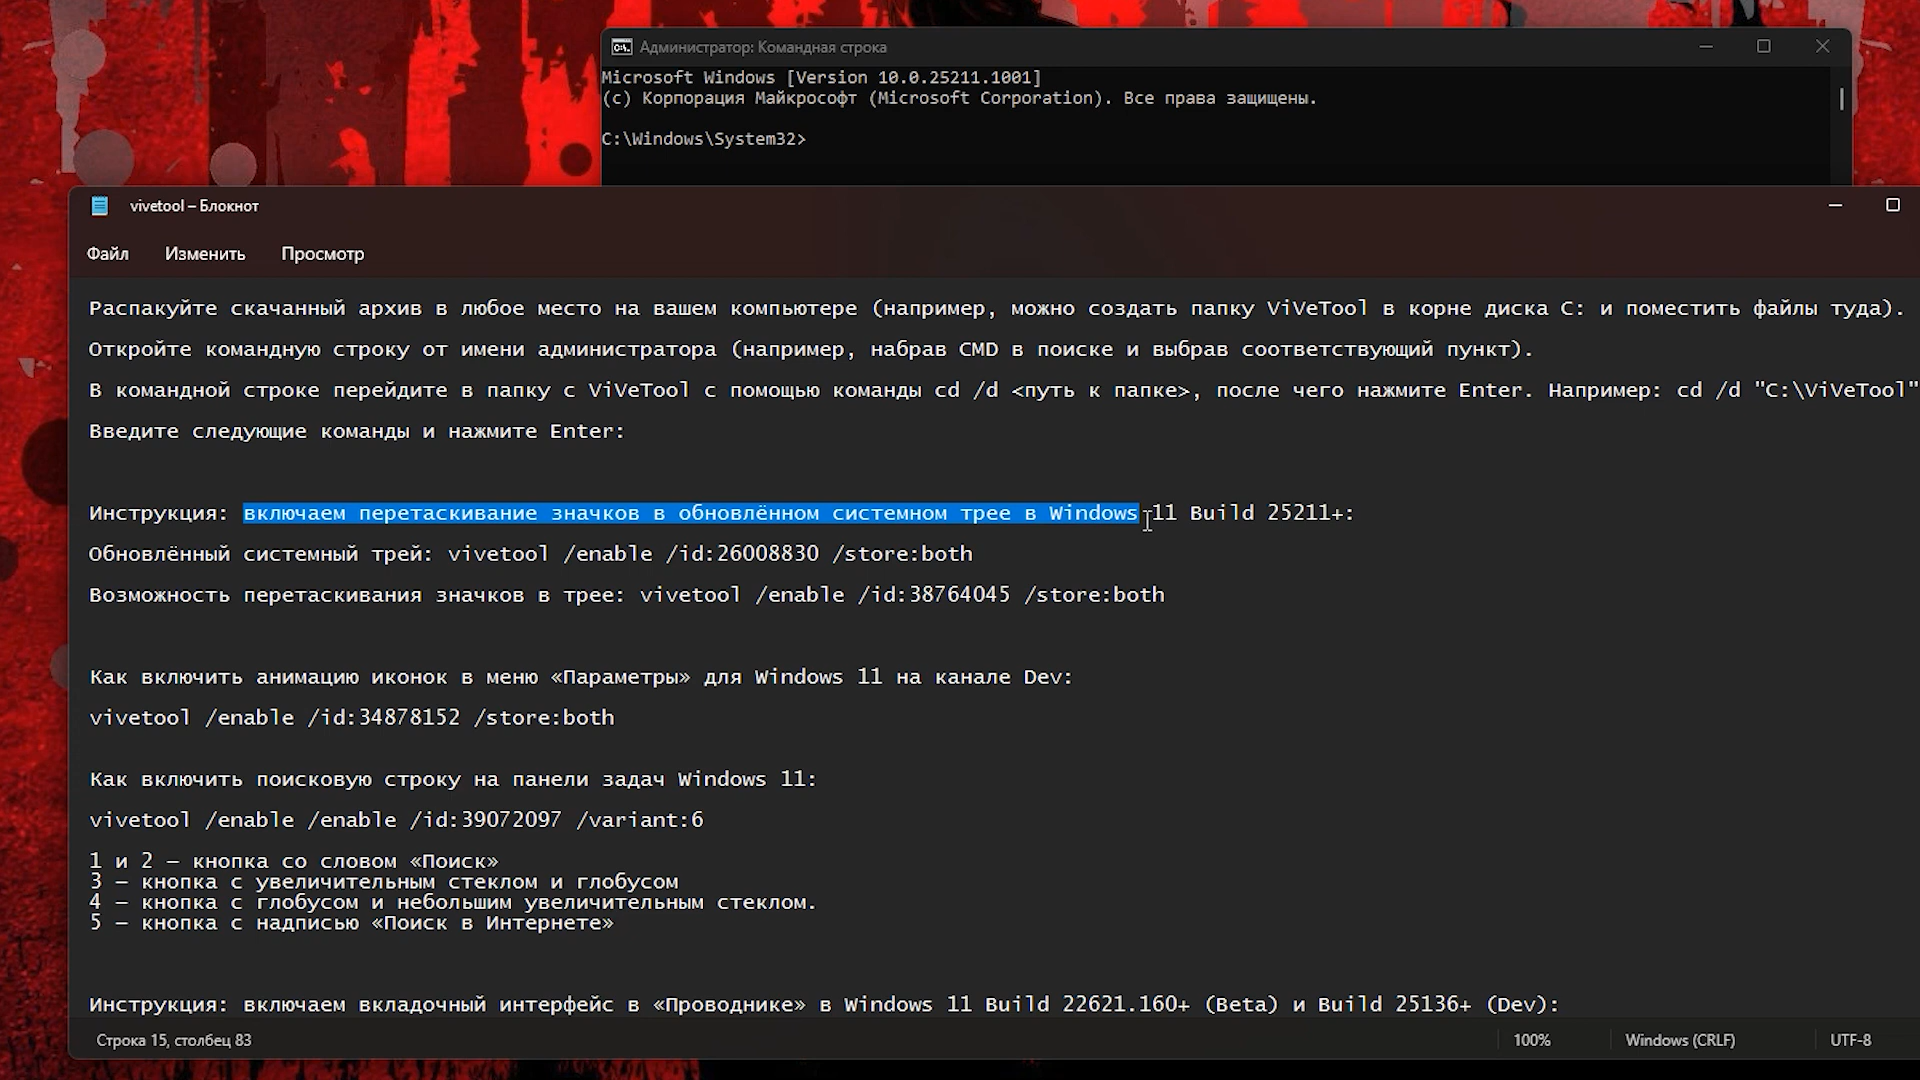 Администратор: Командная строка
Microsoft Windows [Version 10.0.25211.1001]
(c) Корпорация Майкрософт (Microsoft Corporation). Все права защищены.
C:\Windows\System32>
vivetool – Блокнот
Файл Изменить Просмотр
Распакуйте скачанный архив в любое место на вашем компьютере (например, можно создать папку ViVeTool в корне диска C: и поместить файлы туда).
Откройте командную строку от имени администратора (например, набрав CMD в поиске и выбрав соответствующий пункт).
В командной строке перейдите в папку с ViVeTool с помощью команды cd /d <путь к папке>, после чего нажмите Enter. Например: cd /d "C:\ViVeTool"
Введите следующие команды и нажмите Enter:
Инструкция: включаем перетаскивание значков в обновлённом системном трее в Windows 11 Build 25211+:
Обновлённый системный трей: vivetool /enable /id:26008830 /store:both
Возможность перетаскивания значков в трее: vivetool /enable /id:38764045 /store:both
Как включить анимацию иконок в меню «Параметры» для Windows 11 на канале Dev:
vivetool /enable /id:34878152 /store:both
Как включить поисковую строку на панели задач Windows 11:
vivetool /enable /enable /id:39072097 /variant:6
1 и 2 – кнопка со словом «Поиск»
3 – кнопка с увеличительным стеклом и глобусом
4 – кнопка с глобусом и небольшим увеличительным стеклом.
5 – кнопка с надписью «Поиск в Интернете»
Инструкция: включаем вкладочный интерфейс в «Проводнике» в Windows 11 Build 22621.160+ (Beta) и Build 25136+ (Dev):
Строка 15, столбец 83 100% Windows (CRLF) UTF-8